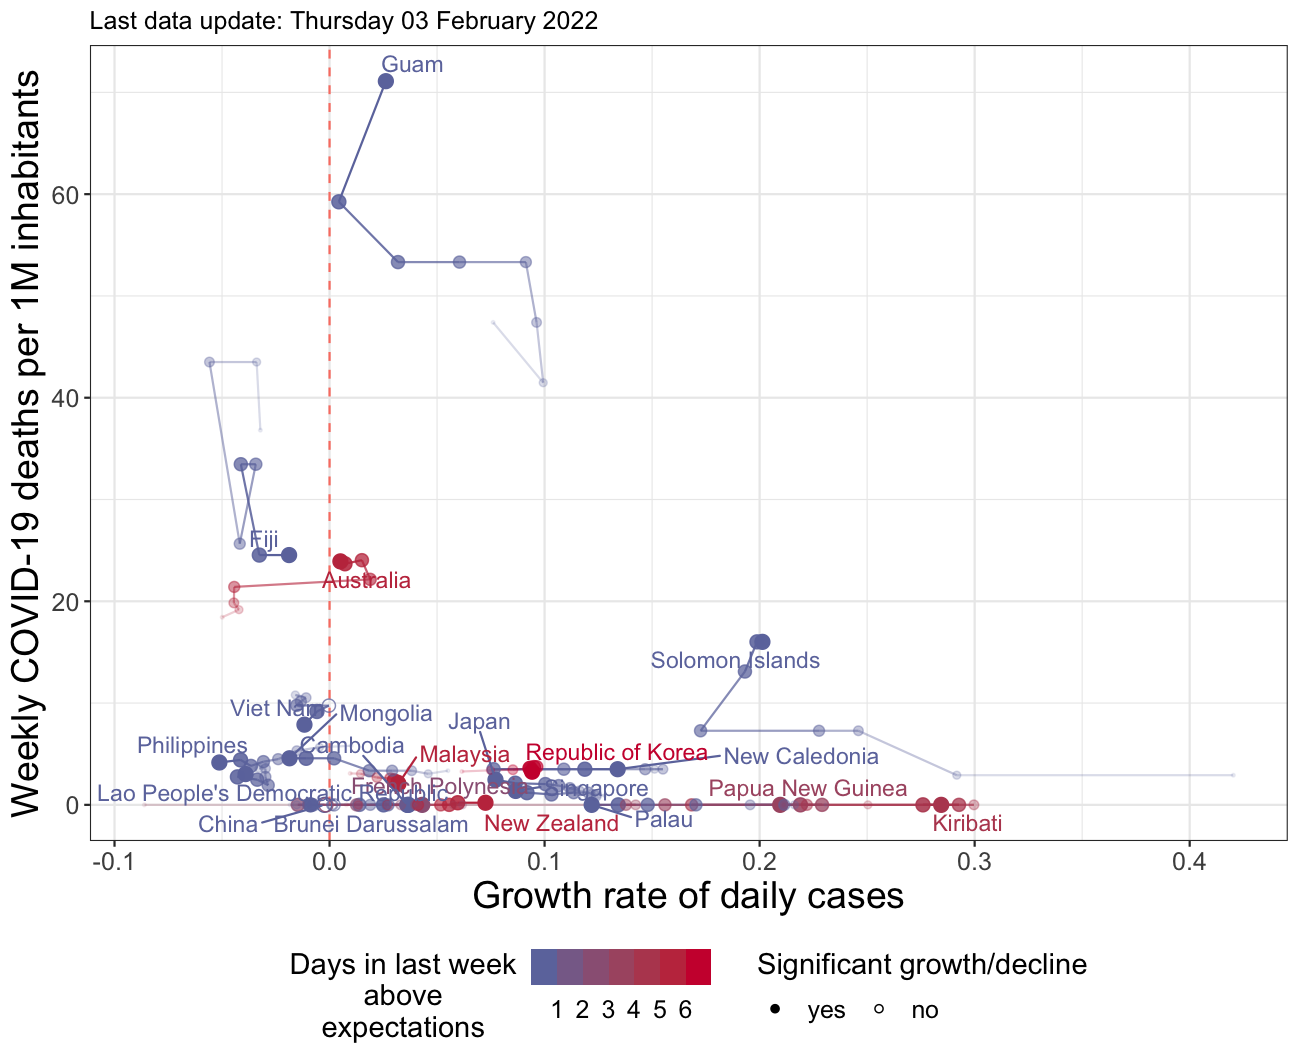 Last data update: Thursday 03 February 2022
Weekly COVID-19 deaths per 1M inhabitants
60
40
20
0
Guam
Fiji
Australia
Solomon Islands
Viet Nam
Mongolia
Japan
Philippines
Cambodia
Malaysia
Republic of Korea
New Caledonia
French Polynesia
Singapore
Papua New Guinea
Lao People's Democratic Republic
China
Brunei Darussalam
New Zealand
Palau
Kiribati
-0.1 0.0 0.1 0.2 0.3 0.4
Growth rate of daily cases
Days in last week
above
expectations
1 2 3 4 5 6
Significant growth/decline
yes no